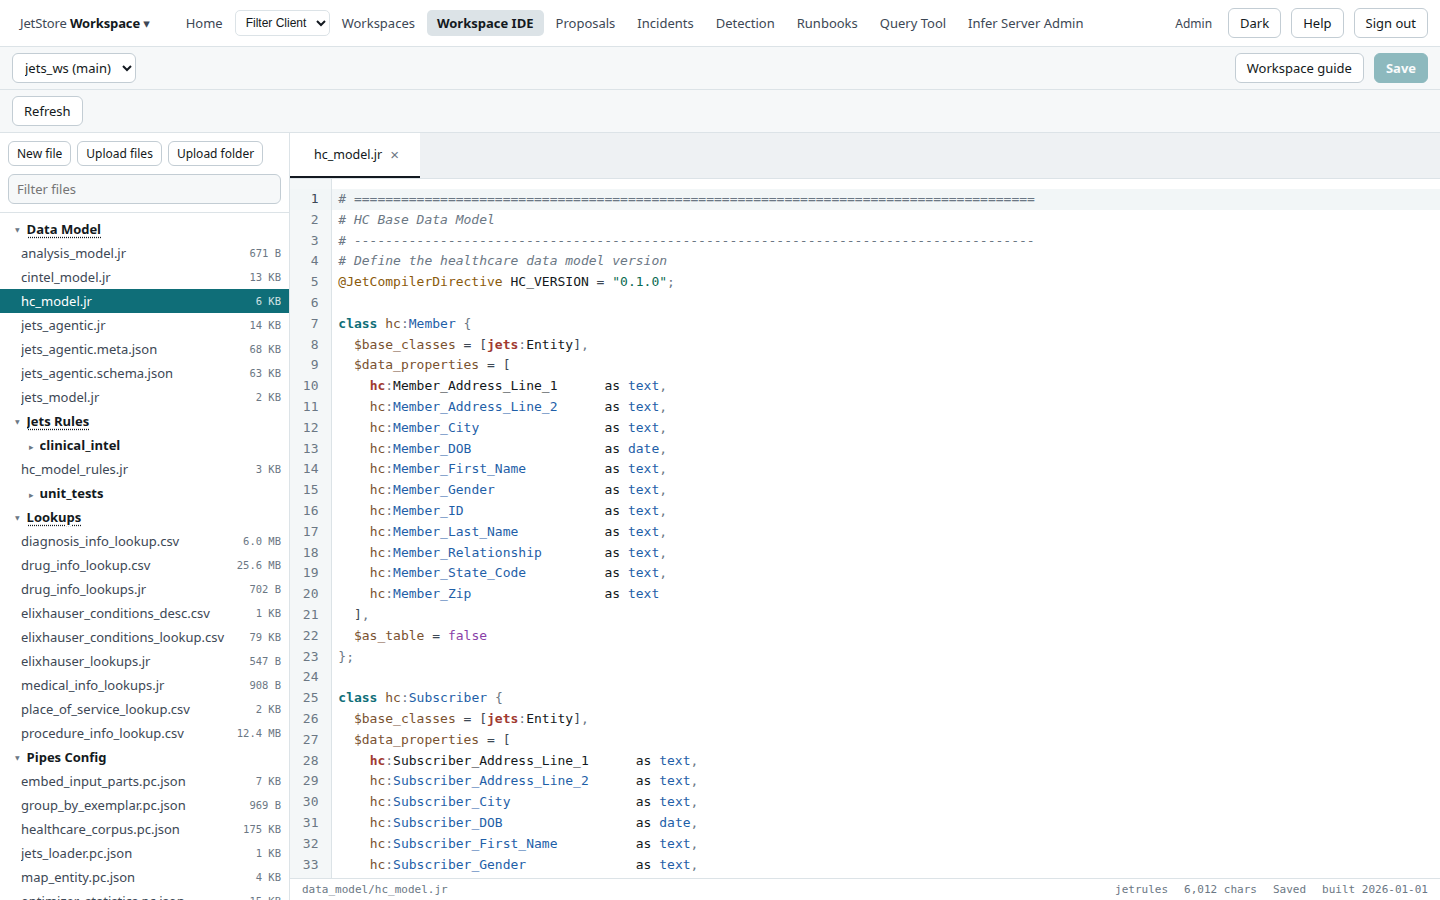 JetStore Workspace ▾ Home Filter Client Workspaces Workspace IDE Proposals Incidents Detection Runbooks Query Tool Infer Server Admin Admin Dark Help Sign out
jets_ws (main) Workspace guide Save
Refresh
New file Upload files Upload folder
Filter files
▾ Data Model
analysis_model.jr 671 B
cintel_model.jr 13 KB
hc_model.jr 6 KB
jets_agentic.jr 14 KB
jets_agentic.meta.json 68 KB
jets_agentic.schema.json 63 KB
jets_model.jr 2 KB
▾ Jets Rules
▸ clinical_intel
hc_model_rules.jr 3 KB
▸ unit_tests
▾ Lookups
diagnosis_info_lookup.csv 6.0 MB
drug_info_lookup.csv 25.6 MB
drug_info_lookups.jr 702 B
elixhauser_conditions_desc.csv 1 KB
elixhauser_conditions_lookup.csv 79 KB
elixhauser_lookups.jr 547 B
medical_info_lookups.jr 908 B
place_of_service_lookup.csv 2 KB
procedure_info_lookup.csv 12.4 MB
▾ Pipes Config
embed_input_parts.pc.json 7 KB
group_by_exemplar.pc.json 969 B
healthcare_corpus.pc.json 175 KB
jets_loader.pc.json 1 KB
map_entity.pc.json 4 KB
hc_model.jr ×
1 # =======================================================================================
2 # HC Base Data Model
3 # ---------------------------------------------------------------------------------------
4 # Define the healthcare data model version
5 @JetCompilerDirective HC_VERSION = "0.1.0";
6
7 class hc:Member {
8 $base_classes = [jets:Entity],
9 $data_properties = [
10 hc:Member_Address_Line_1 as text,
11 hc:Member_Address_Line_2 as text,
12 hc:Member_City as text,
13 hc:Member_DOB as date,
14 hc:Member_First_Name as text,
15 hc:Member_Gender as text,
16 hc:Member_ID as text,
17 hc:Member_Last_Name as text,
18 hc:Member_Relationship as text,
19 hc:Member_State_Code as text,
20 hc:Member_Zip as text
21 ],
22 $as_table = false
23 };
24
25 class hc:Subscriber {
26 $base_classes = [jets:Entity],
27 $data_properties = [
28 hc:Subscriber_Address_Line_1 as text,
29 hc:Subscriber_Address_Line_2 as text,
30 hc:Subscriber_City as text,
31 hc:Subscriber_DOB as date,
32 hc:Subscriber_First_Name as text,
33 hc:Subscriber_Gender as text,
data_model/hc_model.jr jetrules 6,012 chars Saved built 2026-01-01